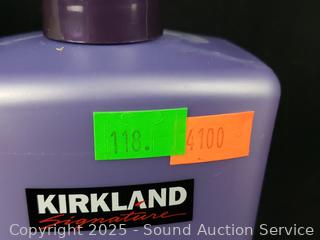 118. 4100
KIRKLAND
Signature
Copyright © 2025 - Sound Auction Service